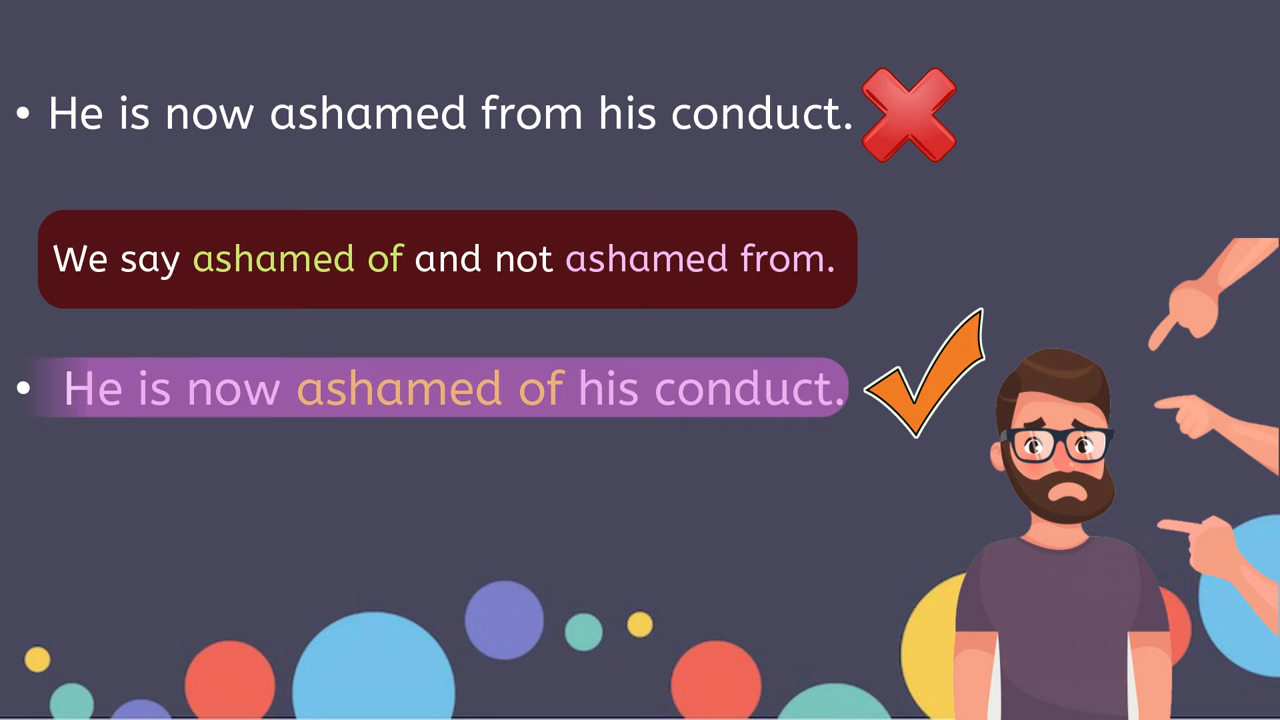 • He is now ashamed from his conduct.
We say ashamed of and not ashamed from.
• He is now ashamed of his conduct.